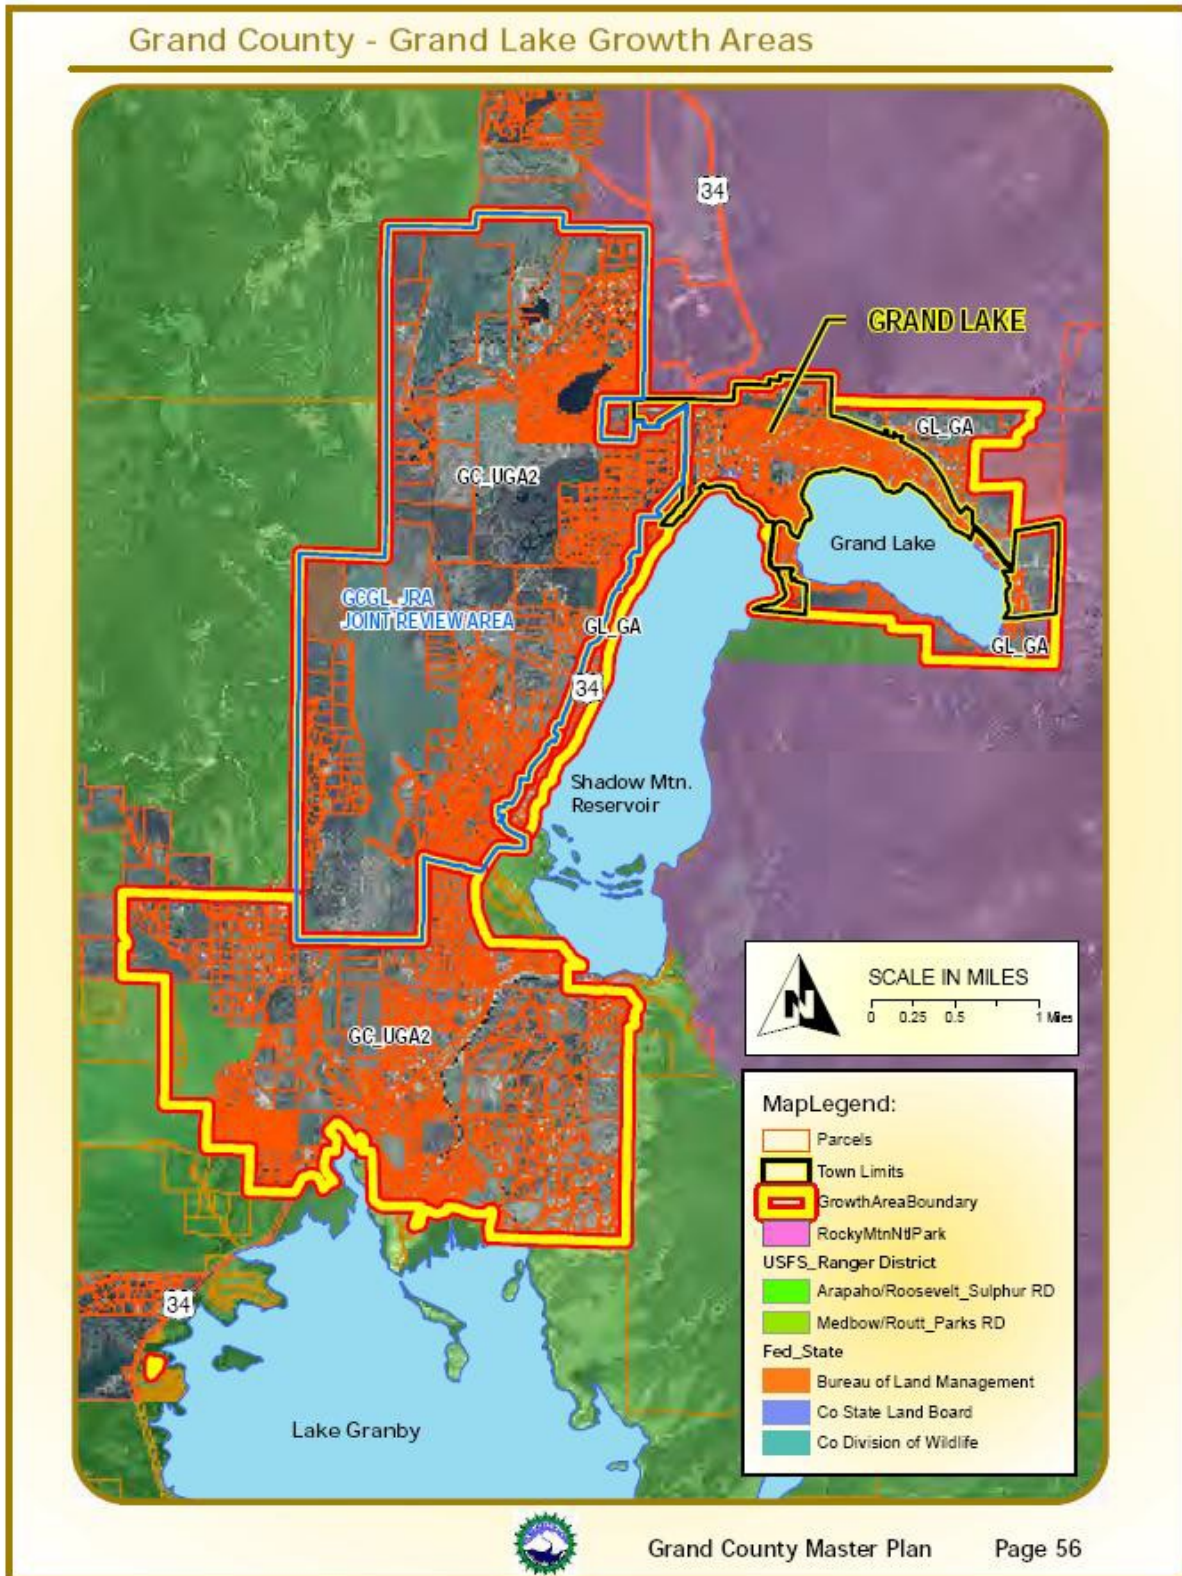 Grand County - Grand Lake Growth Areas
34
GRAND LAKE
GL_GA
GC_UGA2
Grand Lake
GCGL_JRA
JOINT REVIEW AREA
GL_GA
GL_GA
34
Shadow Mtn.
Reservoir
SCALE IN MILES
0 0.25 0.5 1 Miles
N
GC_UGA2
MapLegend:
Parcels
Town Limits
GrowthAreaBoundary
RockyMtnNtlPark
USFS_Ranger District
Arapaho/Roosevelt_Sulphur RD
Medbow/Routt_Parks RD
Fed_State
Bureau of Land Management
Co State Land Board
Co Division of Wildlife
34
Lake Granby
Grand County Master Plan Page 56